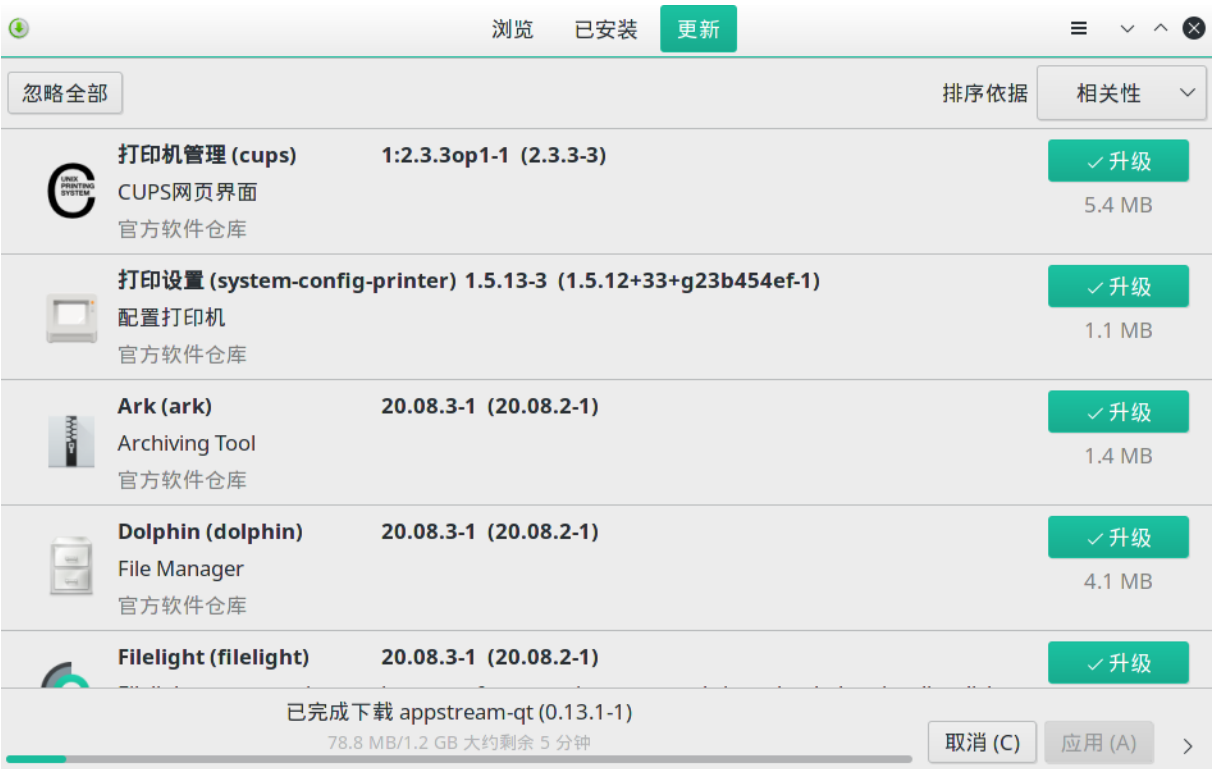 浏览 已安装 更新
忽略全部 排序依据 相关性
打印机管理 (cups) 1:2.3.3op1-1 (2.3.3-3) 升级
UNIX
PRINTING
SYSTEM
CUPS网页界面 5.4 MB
官方软件仓库
打印设置 (system-config-printer) 1.5.13-3 (1.5.12+33+g23b454ef-1) 升级
配置打印机 1.1 MB
官方软件仓库
Ark (ark) 20.08.3-1 (20.08.2-1) 升级
Archiving Tool 1.4 MB
官方软件仓库
Dolphin (dolphin) 20.08.3-1 (20.08.2-1) 升级
File Manager 4.1 MB
官方软件仓库
Filelight (filelight) 20.08.3-1 (20.08.2-1) 升级
已完成下载 appstream-qt (0.13.1-1)
78.8 MB/1.2 GB 大约剩余 5 分钟
取消 (C) 应用 (A)